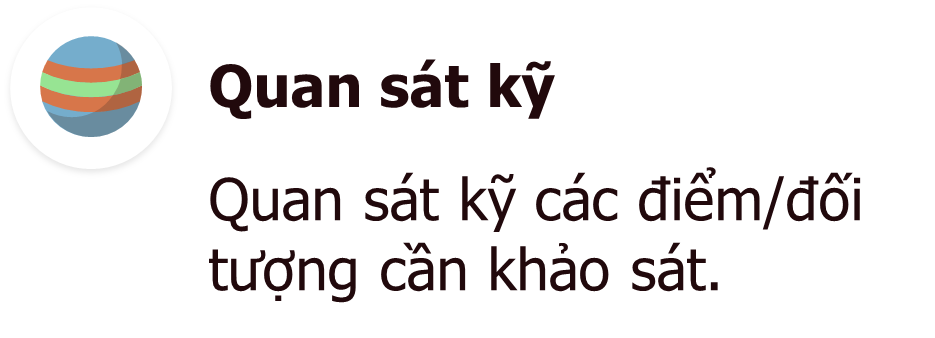 Quan sát kỹ
Quan sát kỹ các điểm/đối
tượng cần khảo sát.